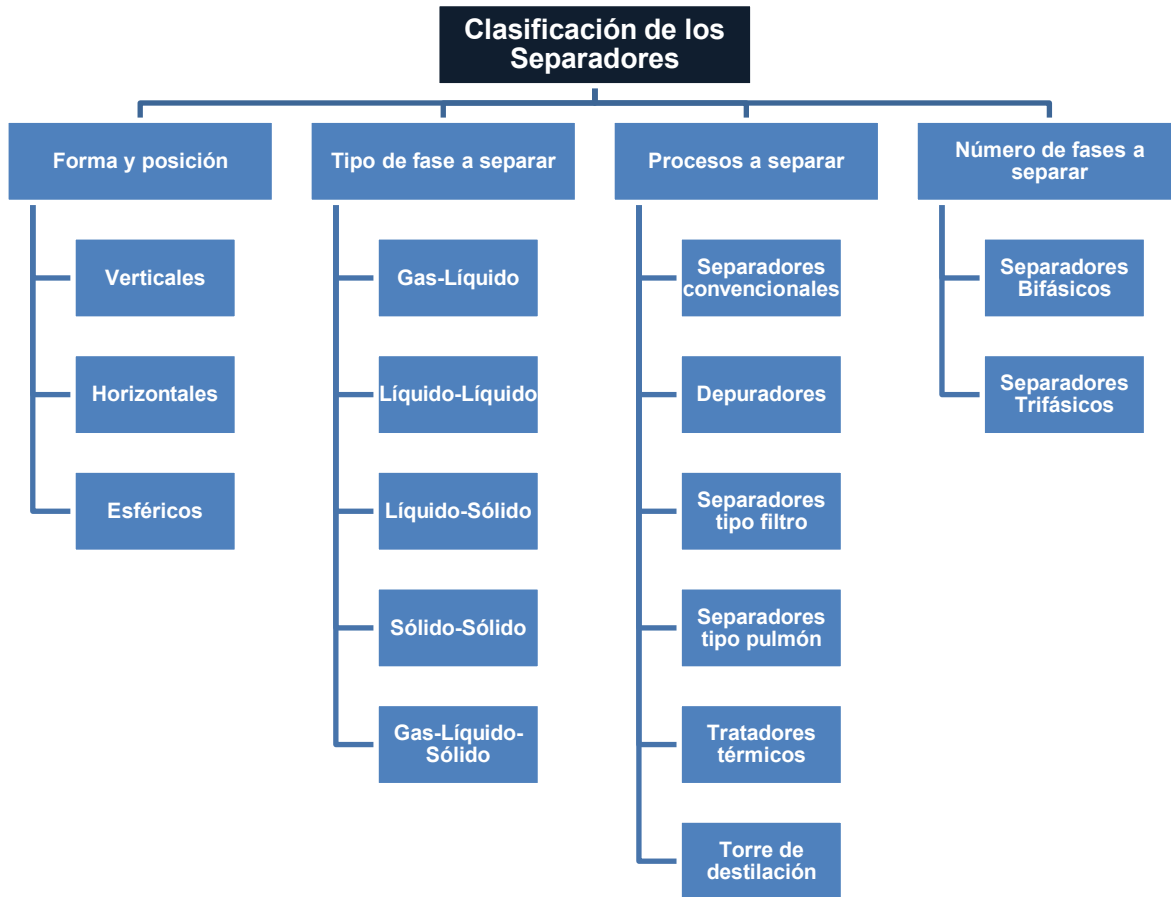 Clasificación de los
Separadores
Forma y posición
Verticales
Horizontales
Esféricos
Tipo de fase a separar
Gas-Líquido
Líquido-Líquido
Líquido-Sólido
Sólido-Sólido
Gas-Líquido-
Sólido
Procesos a separar
Separadores
convencionales
Depuradores
Separadores
tipo filtro
Separadores
tipo pulmón
Tratadores
térmicos
Torre de
destilación
Número de fases a
separar
Separadores
Bifásicos
Separadores
Trifásicos